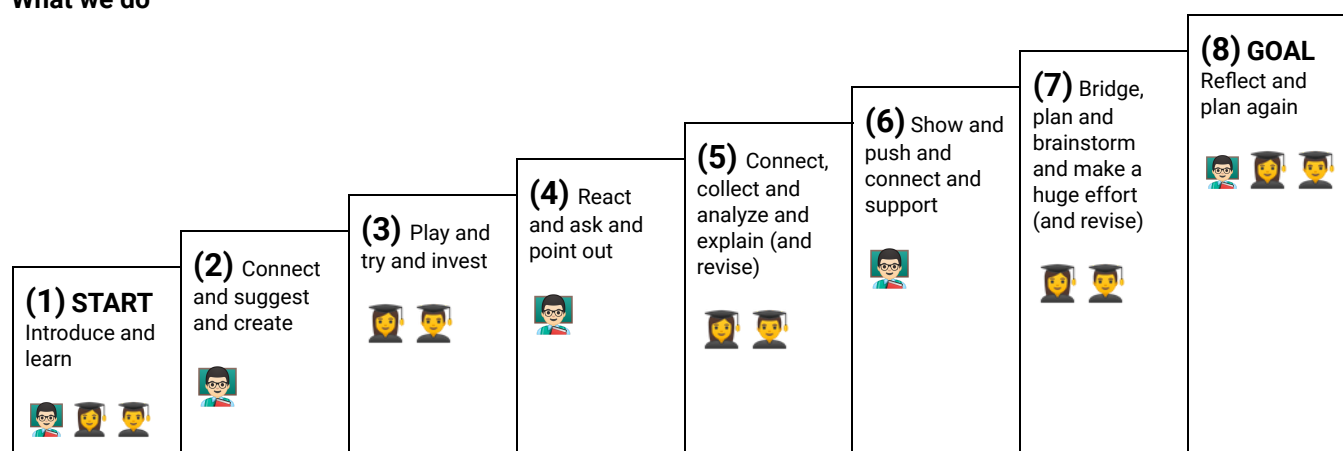 What we do
(1) START
Introduce and
learn
(2) Connect
and suggest
and create
(3) Play and
try and invest
(4) React
and ask and
point out
(5) Connect,
collect and
analyze and
explain (and
revise)
(6) Show and
push and
connect and
support
(7) Bridge,
plan and
brainstorm
and make a
huge effort
(and revise)
(8) GOAL
Reflect and
plan again